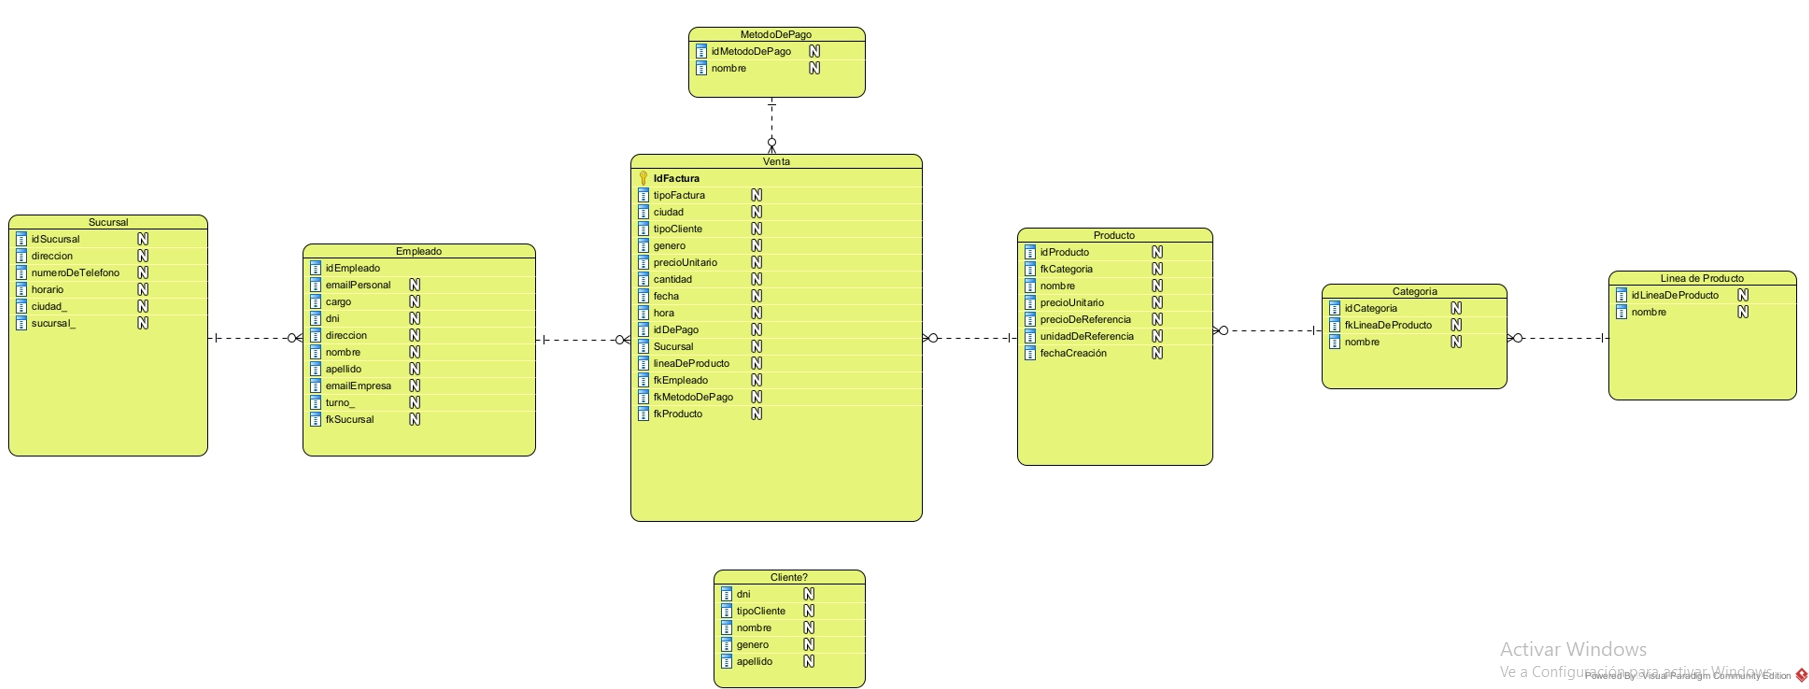 MetodoDePago
idMetodoDePago N
nombre N
Venta
IdFactura
tipoFactura N
ciudad N
tipoCliente N
genero N
precioUnitario N
cantidad N
fecha N
hora N
idDePago N
Sucursal N
lineaDeProducto N
fkEmpleado N
fkMetodoDePago N
fkProducto N
Sucursal
idSucursal N
direccion N
numeroDeTelefono N
horario N
ciudad_ N
sucursal_ N
Empleado
idEmpleado
emailPersonal N
cargo N
dni N
direccion N
nombre N
apellido N
emailEmpresa N
turno_ N
fkSucursal N
Producto
idProducto N
fkCategoria N
nombre N
precioUnitario N
precioDeReferencia N
unidadDeReferencia N
fechaCreación N
Categoria
idCategoria N
fkLineaDeProducto N
nombre N
Linea de Producto
idLineaDeProducto N
nombre N
Cliente?
dni N
tipoCliente N
nombre N
genero N
apellido N
Activar Windows
Ve a Configuración para activar Windows.
Powered By Visual Paradigm Community Edition